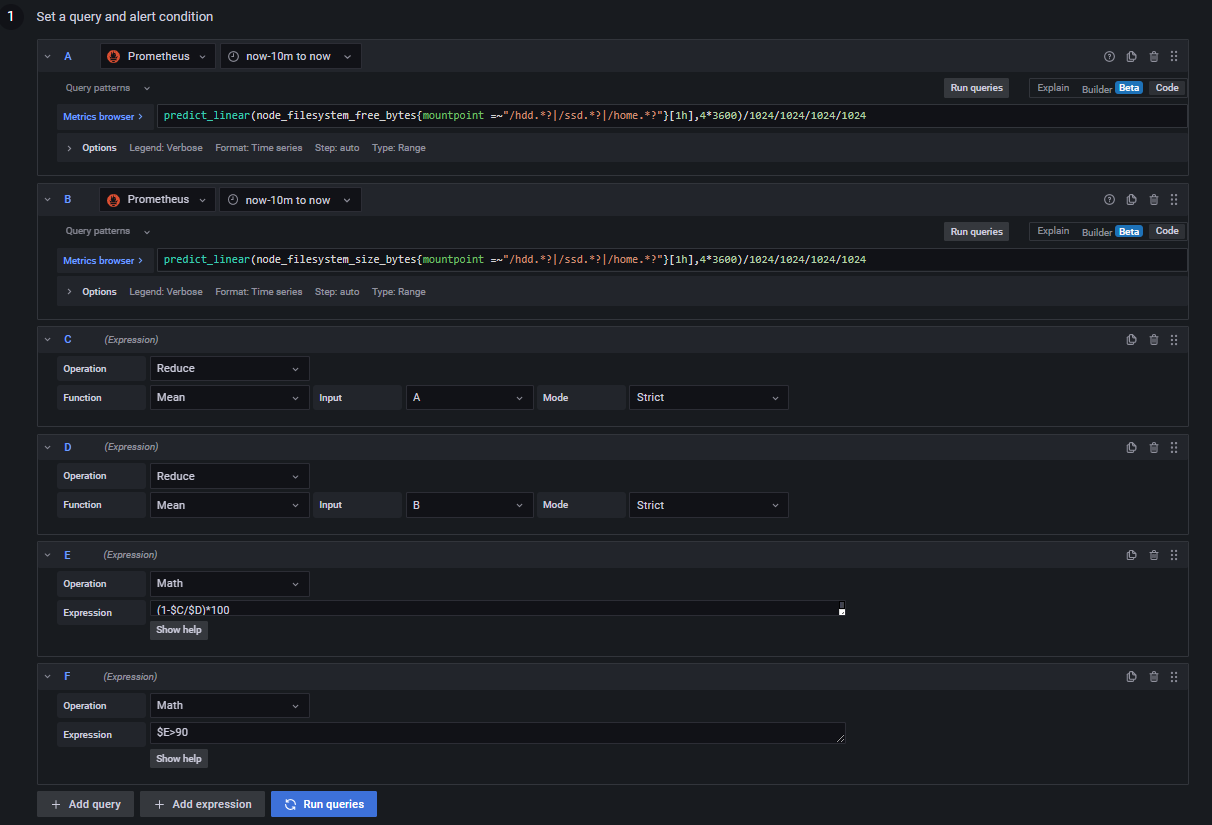 1 Set a query and alert condition
A Prometheus now-10m to now
Query patterns Run queries Explain Builder Beta Code
Metrics browser > predict_linear(node_filesystem_free_bytes{mountpoint =~"/hdd.*?|/ssd.*?|/home.*?"}[1h],4*3600)/1024/1024/1024/1024
> Options Legend: Verbose Format: Time series Step: auto Type: Range
B Prometheus now-10m to now
Query patterns Run queries Explain Builder Beta Code
Metrics browser > predict_linear(node_filesystem_size_bytes{mountpoint =~"/hdd.*?|/ssd.*?|/home.*?"}[1h],4*3600)/1024/1024/1024/1024
> Options Legend: Verbose Format: Time series Step: auto Type: Range
C (Expression)
Operation Reduce
Function Mean Input A Mode Strict
D (Expression)
Operation Reduce
Function Mean Input B Mode Strict
E (Expression)
Operation Math
Expression (1-$C/$D)*100
Show help
F (Expression)
Operation Math
Expression $E>90
Show help
+ Add query + Add expression Run queries